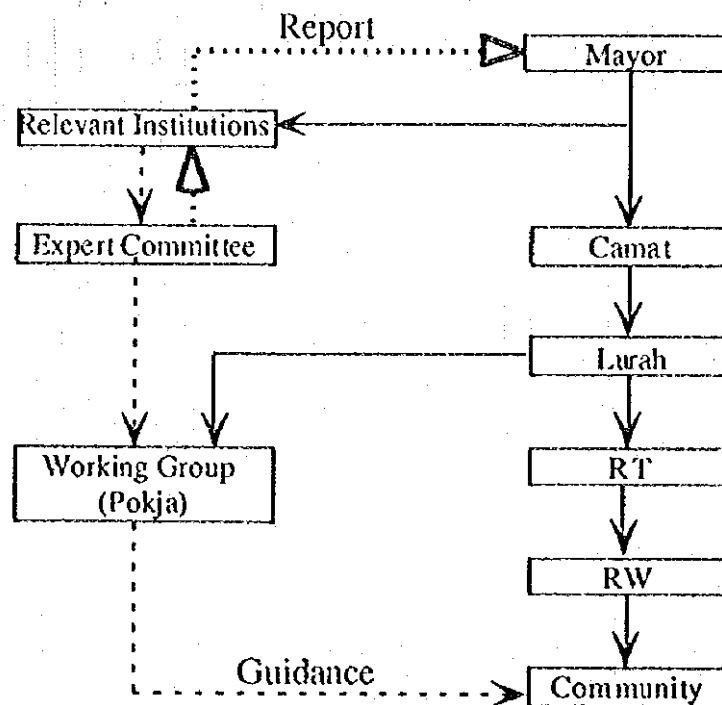 Report
Mayor
Relevant Institutions
Expert Committee
Camat
Lurah
Working Group
(Pokja)
RT
RW
Guidance
Community